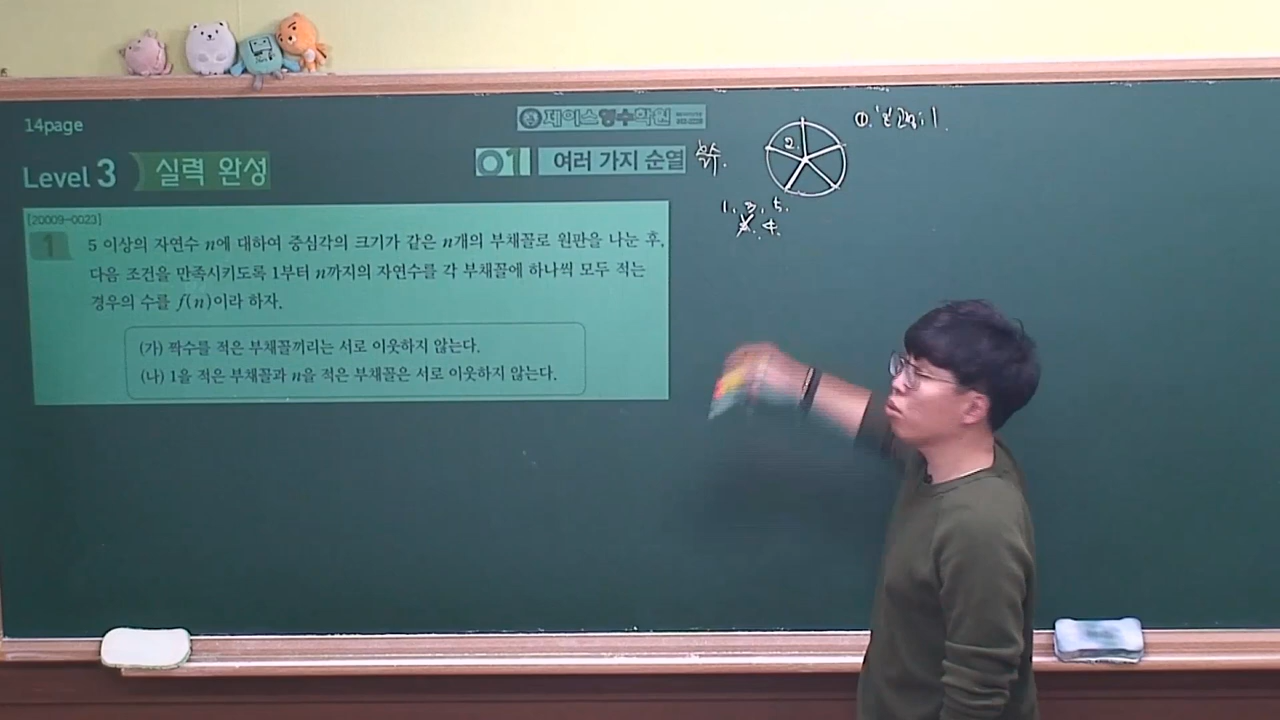 14page
제이스영수학원
Level 3 실력 완성
01 여러 가지 순열
[20009-0023]
1 5 이상의 자연수 n에 대하여 중심각의 크기가 같은 n개의 부채꼴로 원판을 나눈 후,
다음 조건을 만족시키도록 1부터 n까지의 자연수를 각 부채꼴에 하나씩 모두 적는
경우의 수를 f(n)이라 하자.
(가) 짝수를 적은 부채꼴끼리는 서로 이웃하지 않는다.
(나) 1을 적은 부채꼴과 n을 적은 부채꼴은 서로 이웃하지 않는다.
2
1, 3, 5.
2. 4.